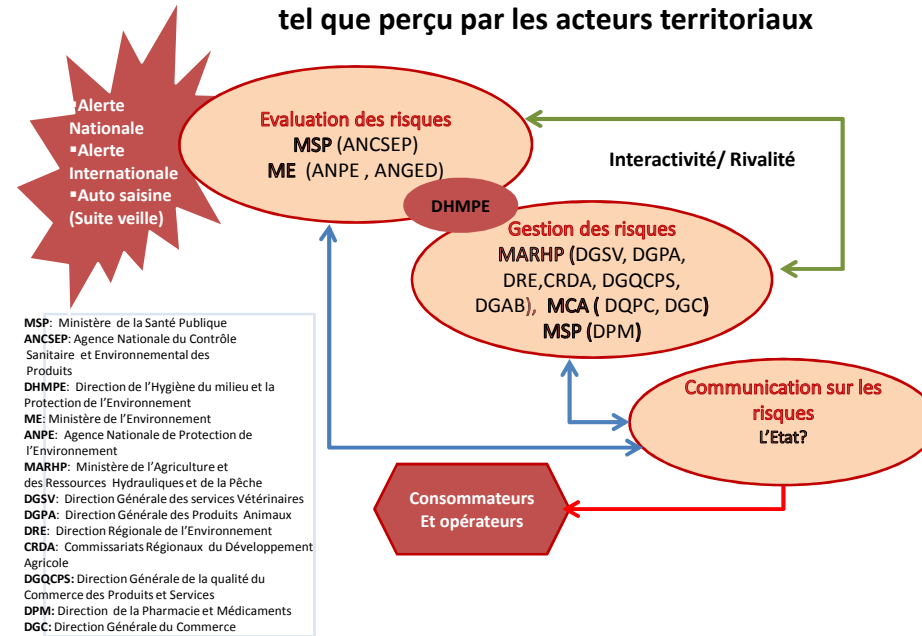 tel que perçu par les acteurs territoriaux
▪Alerte
Nationale
▪Alerte
Internationale
▪Auto saisine
(Suite veille)
Evaluation des risques
MSP (ANCSEP)
ME (ANPE , ANGED)
Interactivité/ Rivalité
DHMPE
Gestion des risques
MARHP (DGSV, DGPA,
DRE,CRDA, DGQCPS,
DGAB), MCA ( DQPC, DGC)
MSP (DPM)
Communication sur les
risques
L'Etat?
Consommateurs
Et opérateurs
MSP: Ministère de la Santé Publique
ANCSEP: Agence Nationale du Contrôle
Sanitaire et Environnemental des
Produits
DHMPE: Direction de l'Hygiène du milieu et la
Protection de l'Environnement
ME: Ministère de l'Environnement
ANPE: Agence Nationale de Protection de
l'Environnement
MARHP: Ministère de l'Agriculture et
des Ressources Hydrauliques et de la Pêche
DGSV: Direction Générale des services Vétérinaires
DGPA: Direction Générale des Produits Animaux
DRE: Direction Régionale de l'Environnement
CRDA: Commissariats Régionaux du Développement
Agricole
DGQCPS: Direction Générale de la qualité du
Commerce des Produits et Services
DPM: Direction de la Pharmacie et Médicaments
DGC: Direction Générale du Commerce